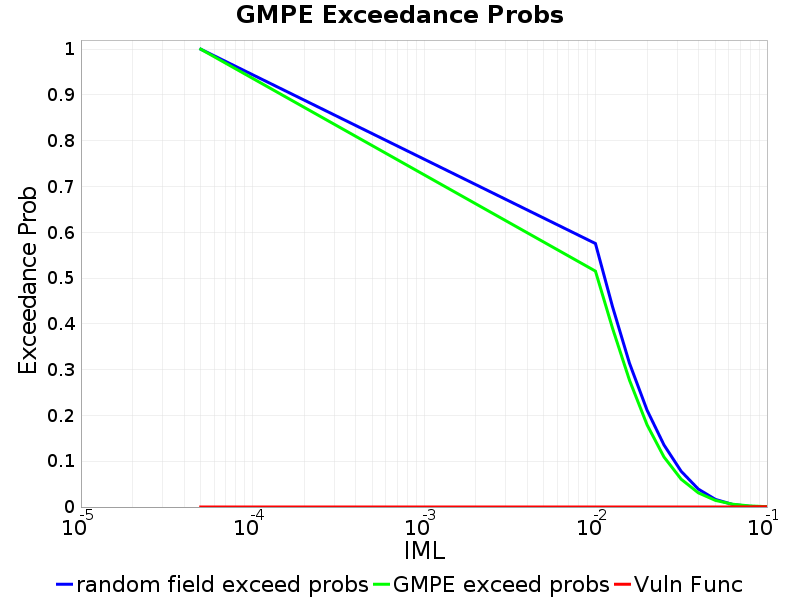 GMPE Exceedance Probs
Exceedance Prob
1
0.9
0.8
0.7
0.6
0.5
0.4
0.3
0.2
0.1
0
10-5 10-4 10-3 10-2 10-1
IML
random field exceed probs GMPE exceed probs Vuln Func